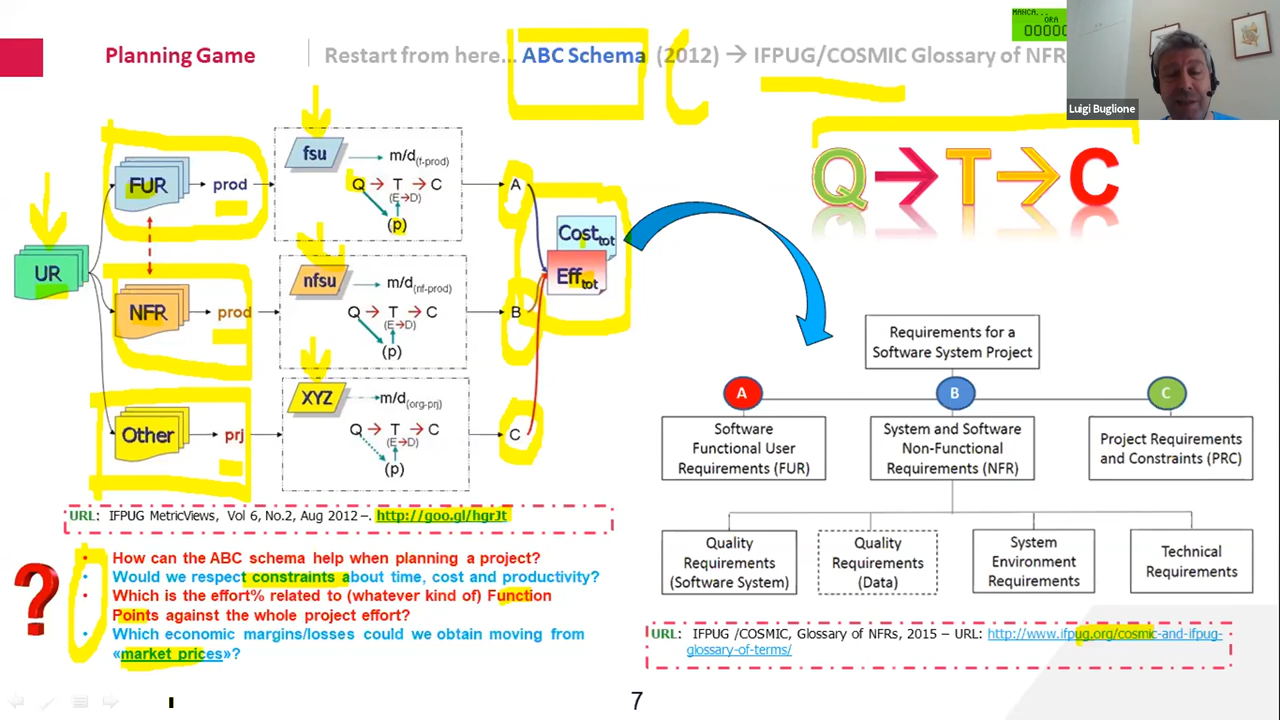 Planning Game
Restart from here... ABC Schema (2012) → IFPUG/COSMIC Glossary of NFR
MANCA...
ORA
00000
Luigi Buglione
Q → T → C
UR
FUR
prod
NFR
prod
Other
prj
fsu
m/d(f-prod)
Q → T → C
(E→D)
(p)
nfsu
m/d(nf-prod)
Q → T → C
(E→D)
(p)
XYZ
m/d(org-prj)
Q → T → C
(E→D)
(p)
A
B
C
Costtot
Efftot
URL: IFPUG MetricViews, Vol 6, No.2, Aug 2012 –. http://goo.gl/hgrJt
?
• How can the ABC schema help when planning a project?
• Would we respect constraints about time, cost and productivity?
• Which is the effort% related to (whatever kind of) Function
Points against the whole project effort?
• Which economic margins/losses could we obtain moving from
«market prices»?
Requirements for a
Software System Project
A
B
C
Software
Functional User
Requirements (FUR)
System and Software
Non-Functional
Requirements (NFR)
Project Requirements
and Constraints (PRC)
Quality
Requirements
(Software System)
Quality
Requirements
(Data)
System
Environment
Requirements
Technical
Requirements
URL: IFPUG /COSMIC, Glossary of NFRs, 2015 – URL: http://www.ifpug.org/cosmic-and-ifpug-
glossary-of-terms/
7